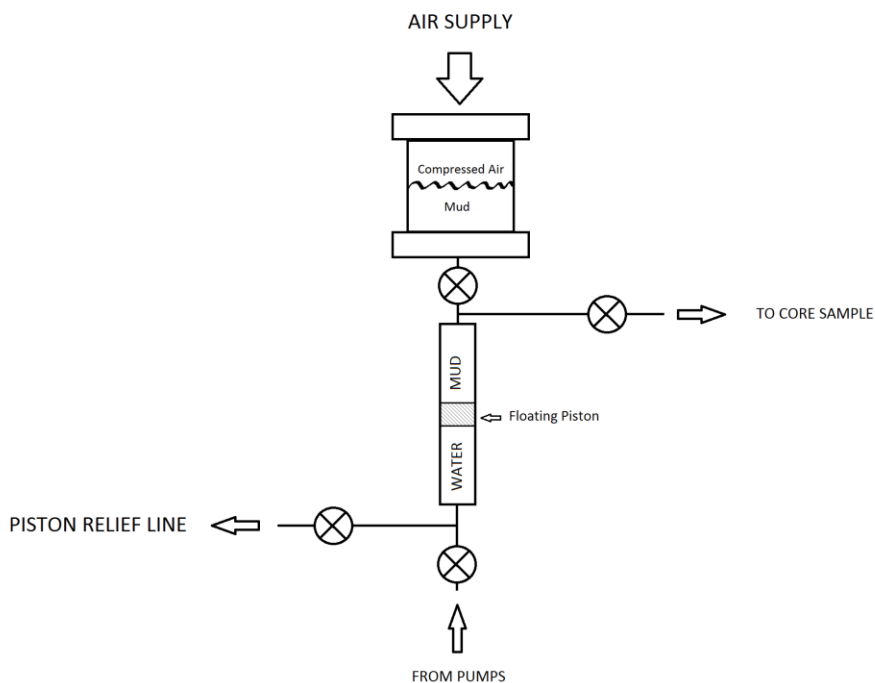 AIR SUPPLY
Compressed Air
Mud
TO CORE SAMPLE
MUD
Floating Piston
WATER
PISTON RELIEF LINE
FROM PUMPS